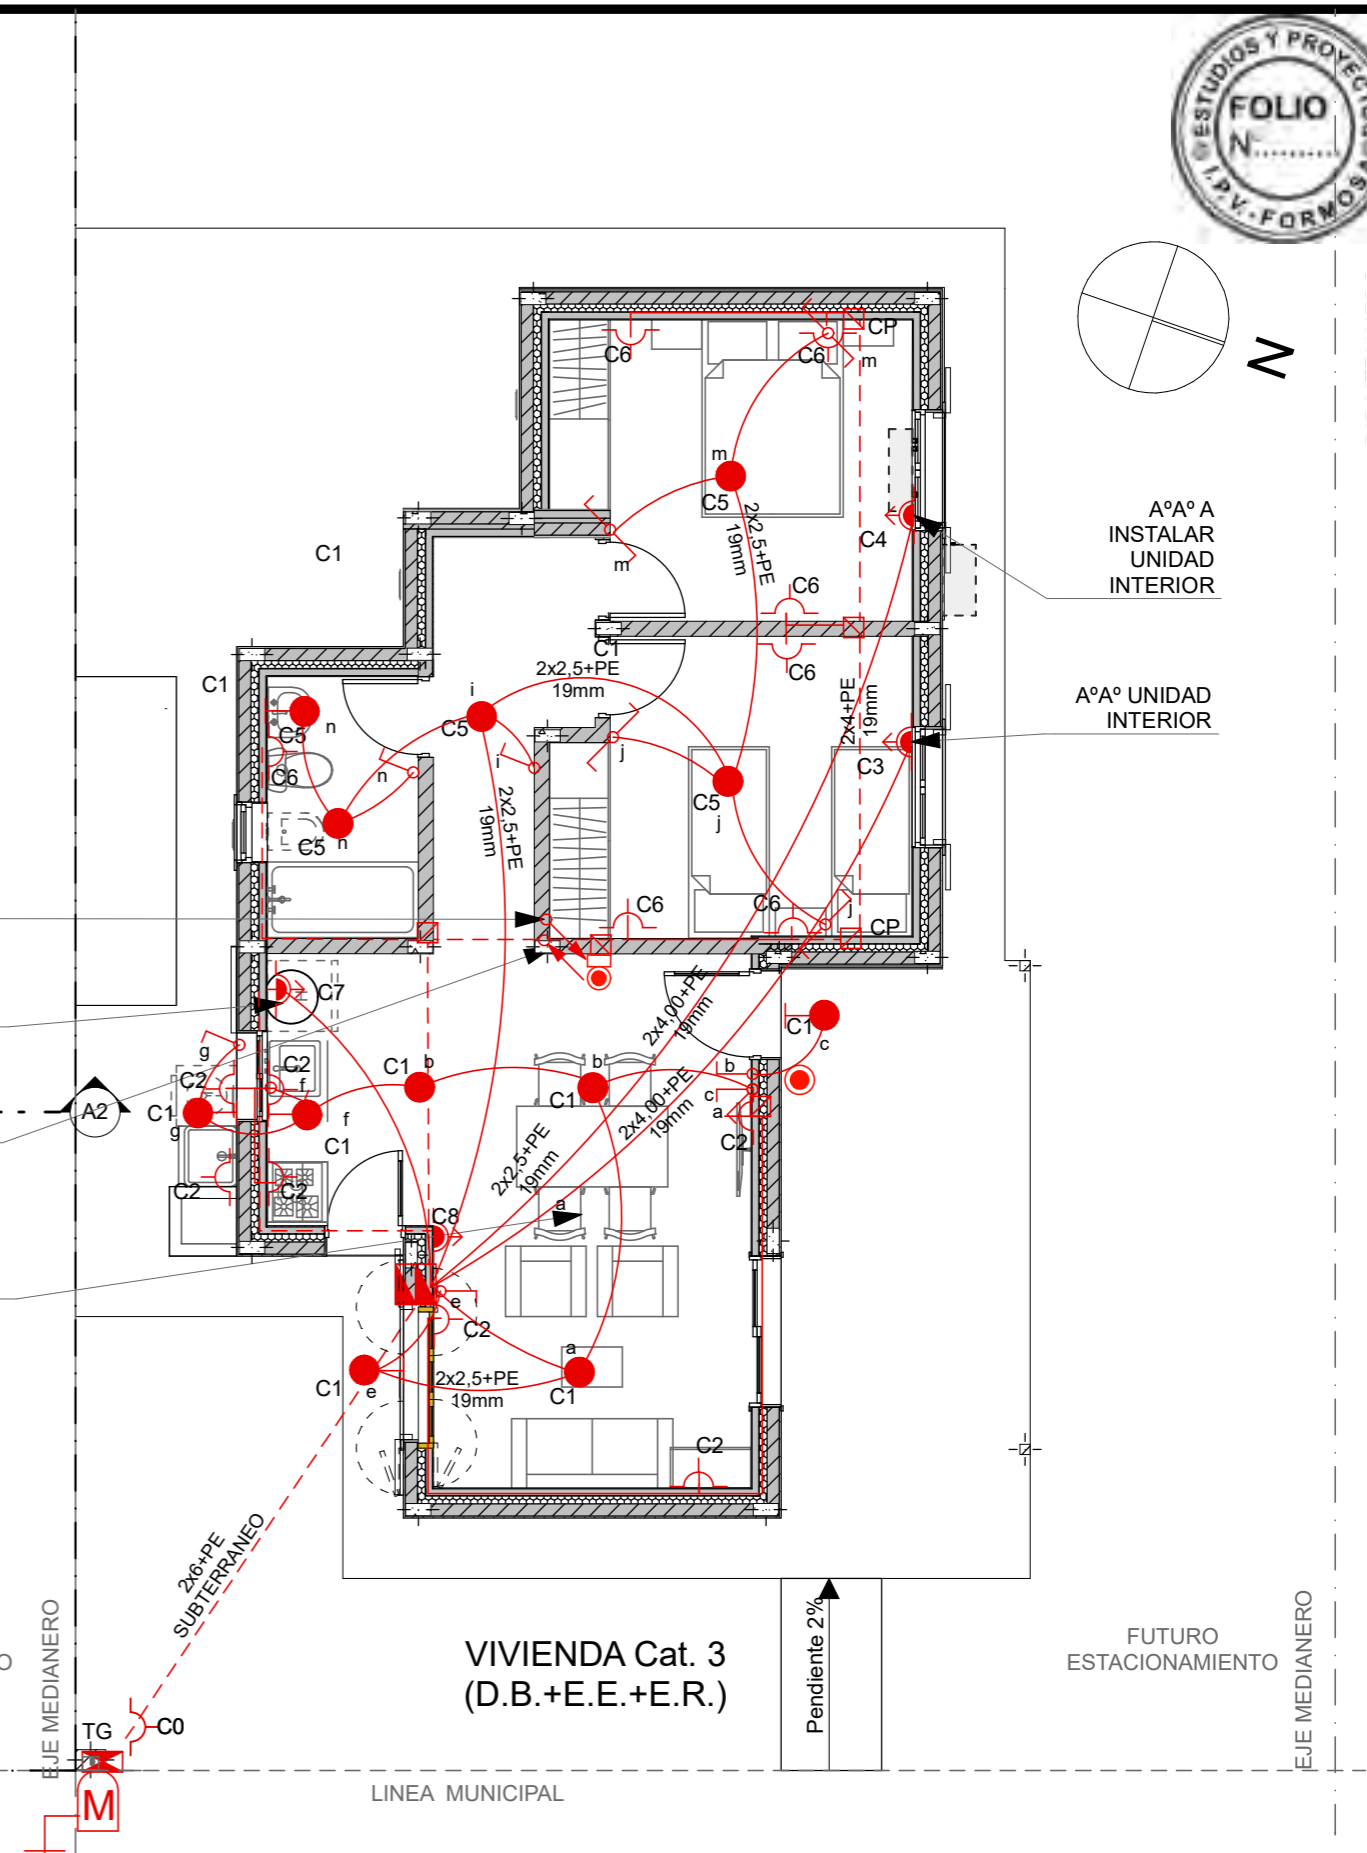 ESTUDIOS Y PROYECTOS
FOLIO
N..........
I.P.V.-FORMOSA
N
CP
C6
C6
m
m
C5
2x2,5+PE
19mm
C4
AºAº A
INSTALAR
UNIDAD
INTERIOR
C1
m
C6
C1
C6
C1
2x2,5+PE
19mm
i
C5
2x4+PE
19mm
AºAº UNIDAD
INTERIOR
C5
n
C6
n
i
j
C3
C5
j
C5
n
2x2,5+PE
19mm
C6
C6
j
CP
C7
2x4,00+PE
19mm
C1
c
g
C2
C2
f
C1
b
b
C1
b
c
a
C2
A2
C1
g
f
C1
2x4,00+PE
19mm
2x2,5+PE
19mm
C2
C2
a
C8
e
C2
a
C1
e
2x2,5+PE
19mm
C1
C2
2x6+PE
SUBTERRANEO
EJE MEDIANERO
VIVIENDA Cat. 3
(D.B.+E.E.+E.R.)
Pendiente 2%
FUTURO
ESTACIONAMIENTO
EJE MEDIANERO
O
TG
C0
M
LINEA MUNICIPAL